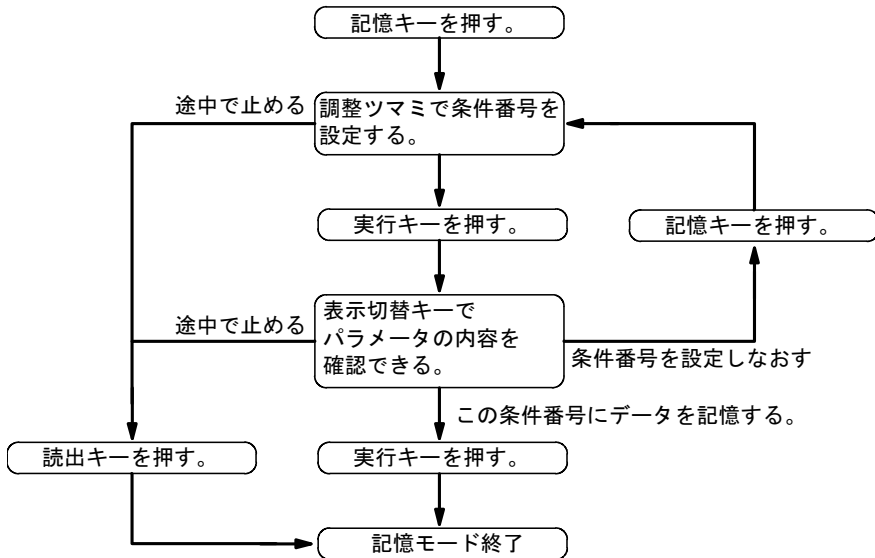 記憶キーを押す。
途中で止める
調整ツマミで条件番号を
設定する。
実行キーを押す。
記憶キーを押す。
途中で止める
表示切替キーで
パラメータの内容を
確認できる。
条件番号を設定しなおす
この条件番号にデータを記憶する。
読出キーを押す。
実行キーを押す。
記憶モード終了